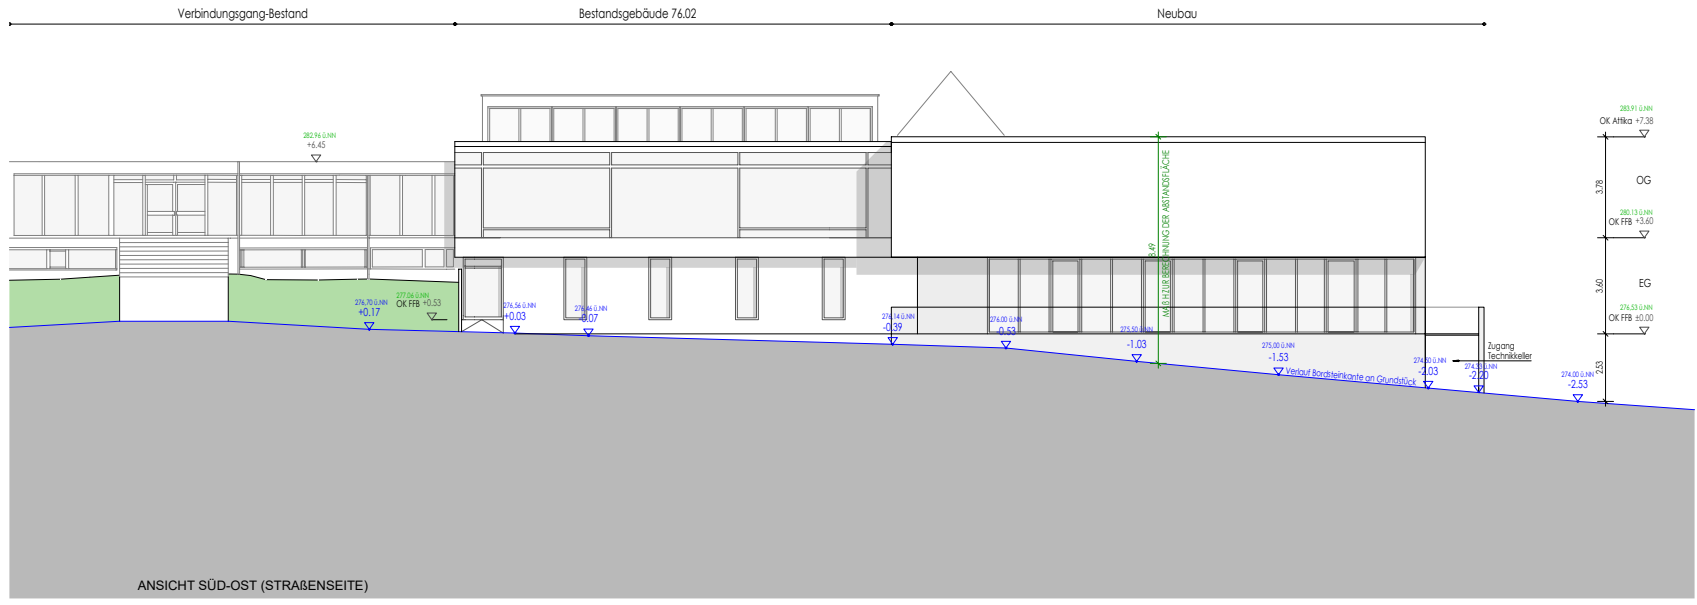 Verbindungsgang-Bestand
Bestandsgebäude 76.02
Neubau
283.91 ü.NN
OK Attika +7.38
282.96 ü.NN
+6.45
MAß H ZUR BERECHNUNG DER ABSTANDSFLÄCHE
8.49
3.78
OG
280.13 ü.NN
OK FFB +3.60
3.60
EG
276.53 ü.NN
OK FFB ±0.00
277.06 ü.NN
OK FFB +0.53
276,70 ü.NN
+0.17
276,56 ü.NN
+0.03
276,46 ü.NN
-0.07
276,14 ü.NN
-0.39
276.00 ü.NN
-0.53
275,50 ü.NN
-1.03
275,00 ü.NN
-1.53
Verlauf Bordsteinkante an Grundstück
274,50 ü.NN
-2.03
274,33 ü.NN
-2.20
Zugang
Technikkeller
2.53
274.00 ü.NN
-2.53
ANSICHT SÜD-OST (STRAßENSEITE)